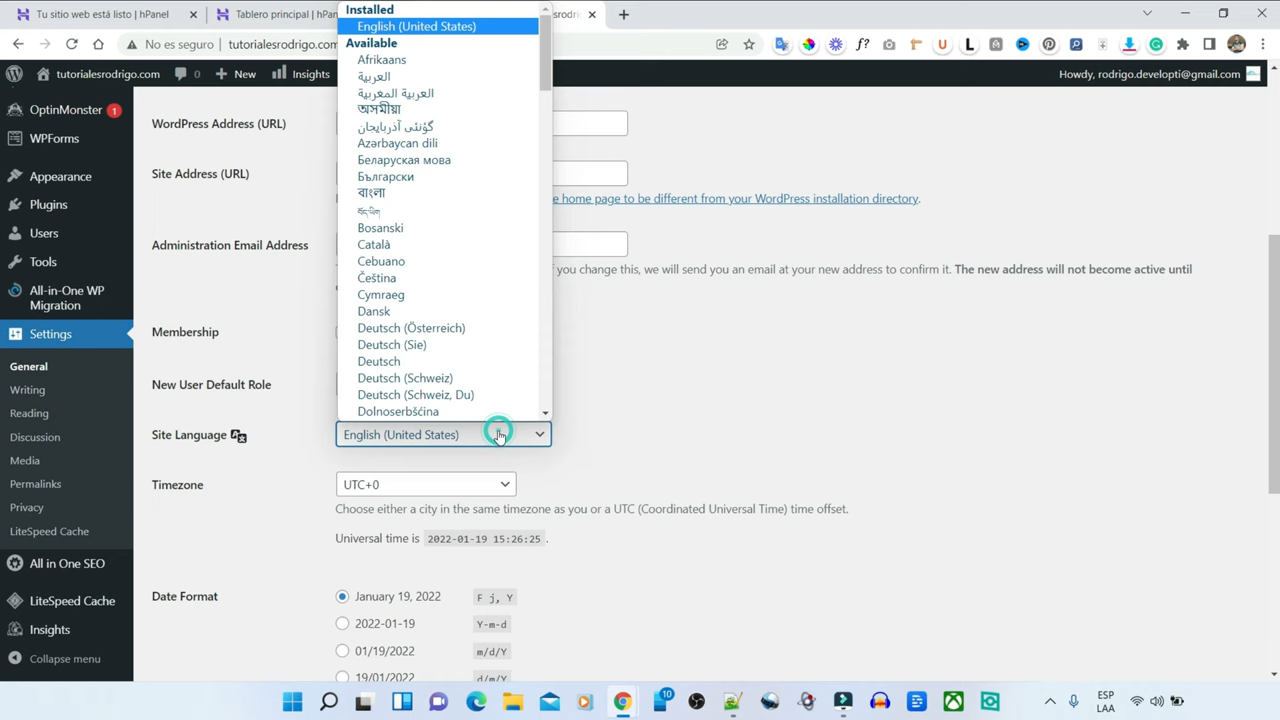 Tu sitio web está listo | hPanel
Tablero principal | hPan
esrodri
No es seguro
tutorialesrodrigo.com
tutorialesrodrigo.com
0
New
Insights
Howdy, rodrigo.developti@gmail.com
OptinMonster 1
WPForms
Appearance
Plugins
Users
Tools
All-in-One WP
Migration
Settings
General
Writing
Reading
Discussion
Media
Permalinks
Privacy
LiteSpeed Cache
All in One SEO
LiteSpeed Cache
Insights
Collapse menu
Installed
English (United States)
Available
Afrikaans
العربية
العربية المغربية
অসমীয়া
گؤنئی آذربایجان
Azərbaycan dili
Беларуская мова
Български
বাংলা
བོད་ཡིག
Bosanski
Català
Cebuano
Čeština
Cymraeg
Dansk
Deutsch (Österreich)
Deutsch (Sie)
Deutsch
Deutsch (Schweiz)
Deutsch (Schweiz, Du)
Dolnoserbšćina
WordPress Address (URL)
Site Address (URL)
e home page to be different from your WordPress installation directory.
Administration Email Address
f you change this, we will send you an email at your new address to confirm it. The new address will not become active until
Membership
New User Default Role
Site Language
English (United States)
Timezone
UTC+0
Choose either a city in the same timezone as you or a UTC (Coordinated Universal Time) time offset.
Universal time is 2022-01-19 15:26:25 .
Date Format
January 19, 2022 F j, Y
2022-01-19 Y-m-d
01/19/2022 m/d/Y
19/01/2022 d/m/Y
10
ESP
LAA